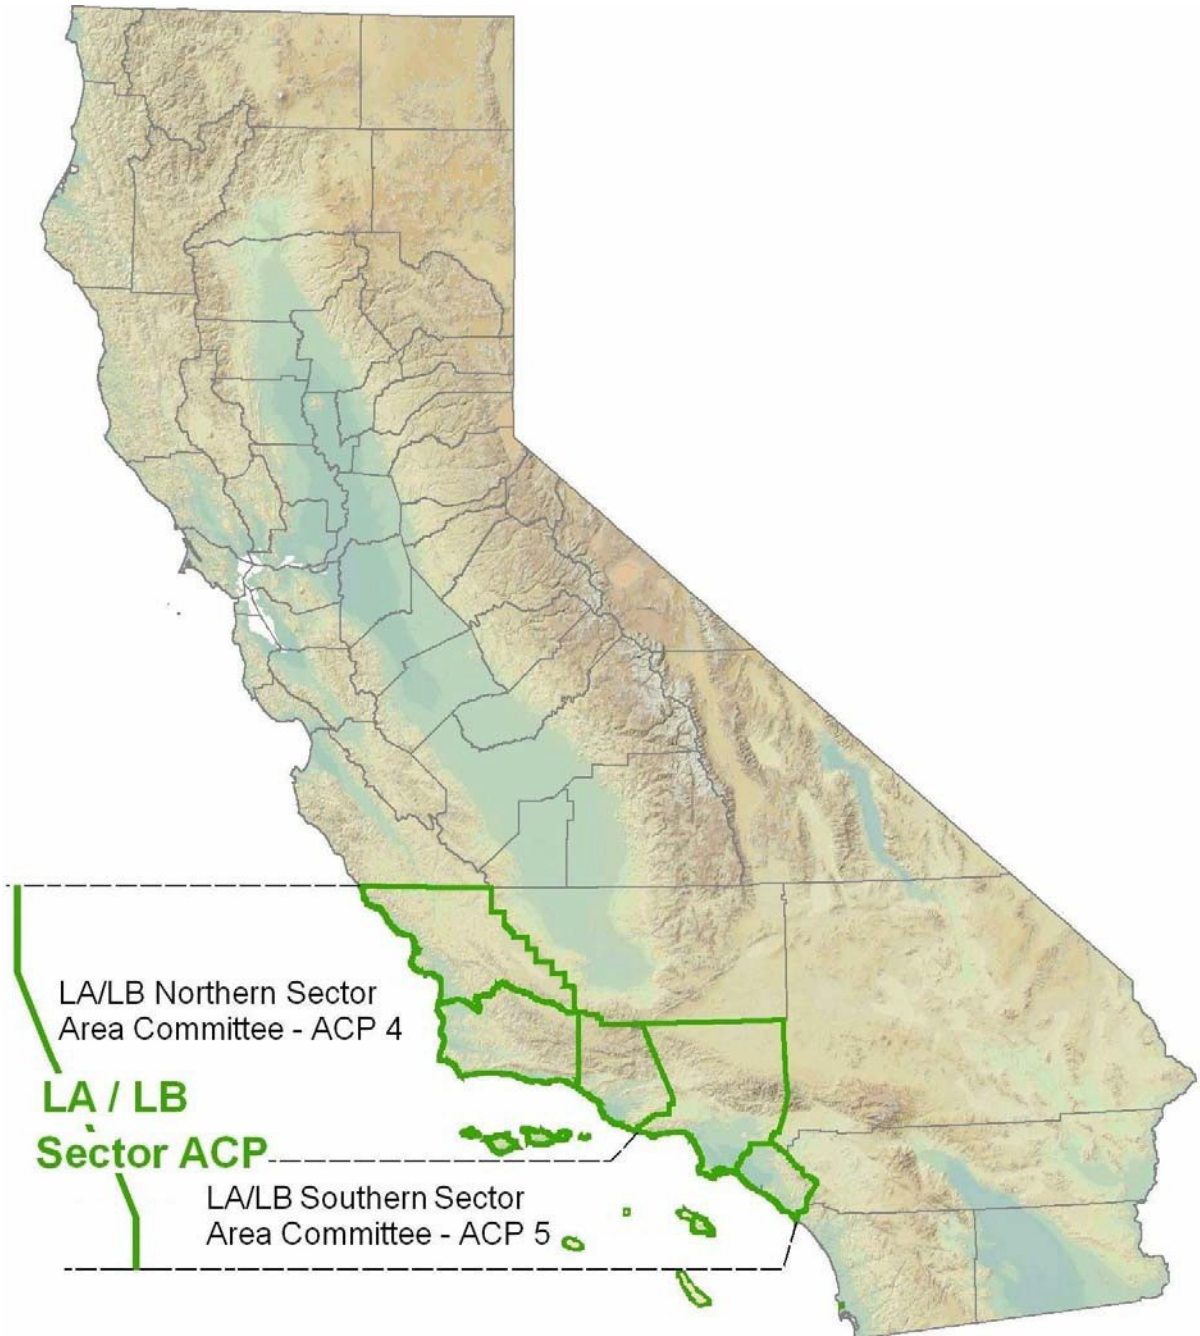 LA/LB Northern Sector
Area Committee - ACP 4
LA / LB
Sector ACP
LA/LB Southern Sector
Area Committee - ACP 5